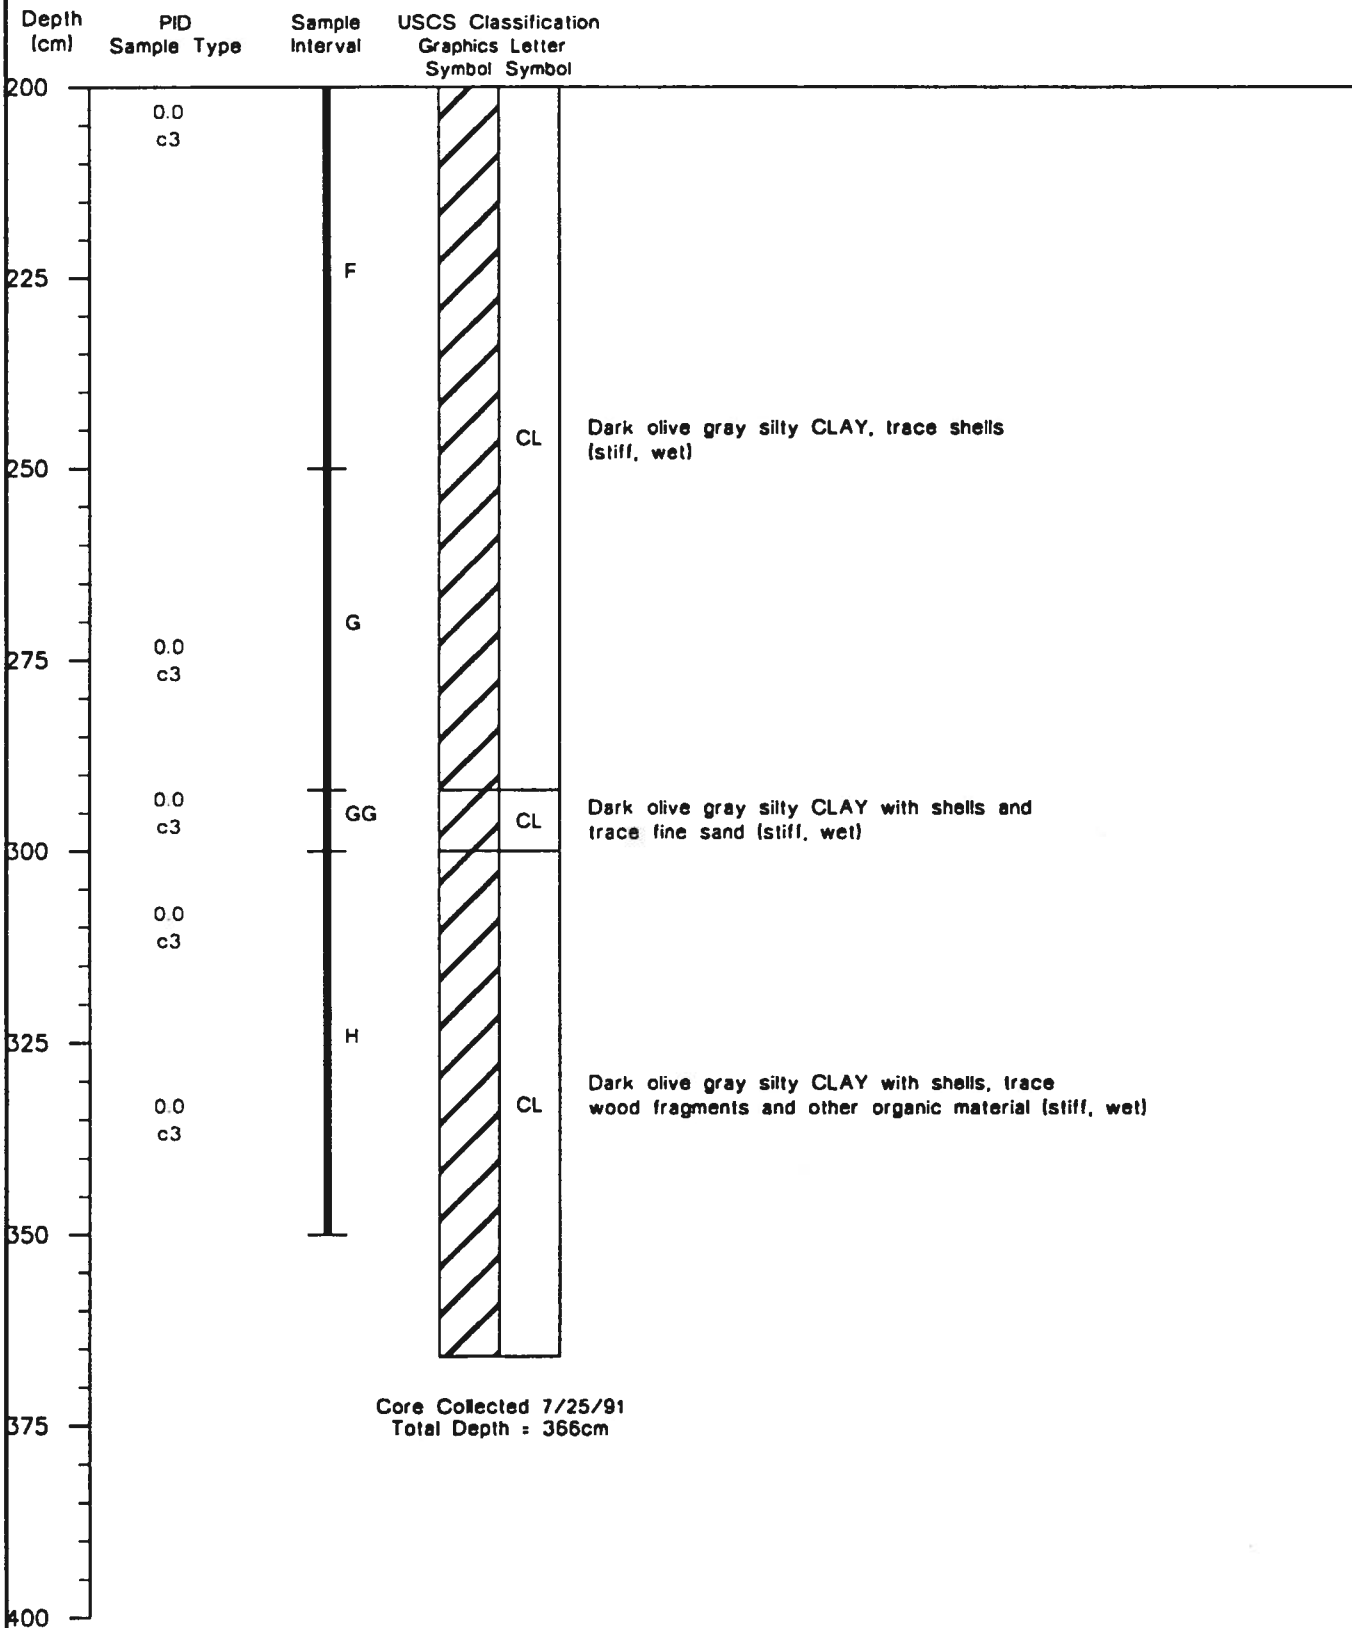 Depth
(cm)
PID
Sample Type
Sample
Interval
USCS Classification
Graphics Letter
Symbol Symbol
200
0.0
c3
F
225
CL
Dark olive gray silty CLAY, trace shells
(stiff, wet)
250
G
0.0
275
c3
0.0
c3
GG
CL
Dark olive gray silty CLAY with shells and
trace fine sand (stiff, wet)
300
0.0
c3
H
325
0.0
c3
CL
Dark olive gray silty CLAY with shells, trace
wood fragments and other organic material (stiff, wet)
350
Core Collected 7/25/91
Total Depth = 366cm
375
400